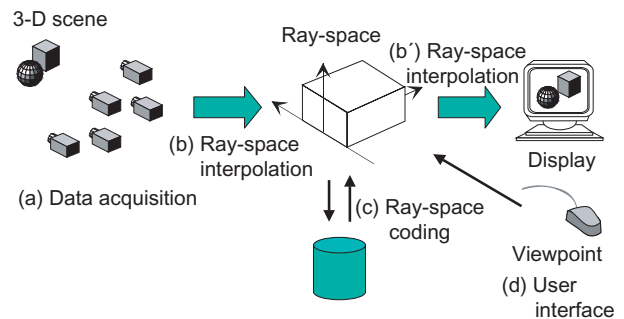 3-D scene
Ray-space
(b´) Ray-space
interpolation
(b) Ray-space
interpolation
Display
(a) Data acquisition
(c) Ray-space
coding
Viewpoint
(d) User
interface